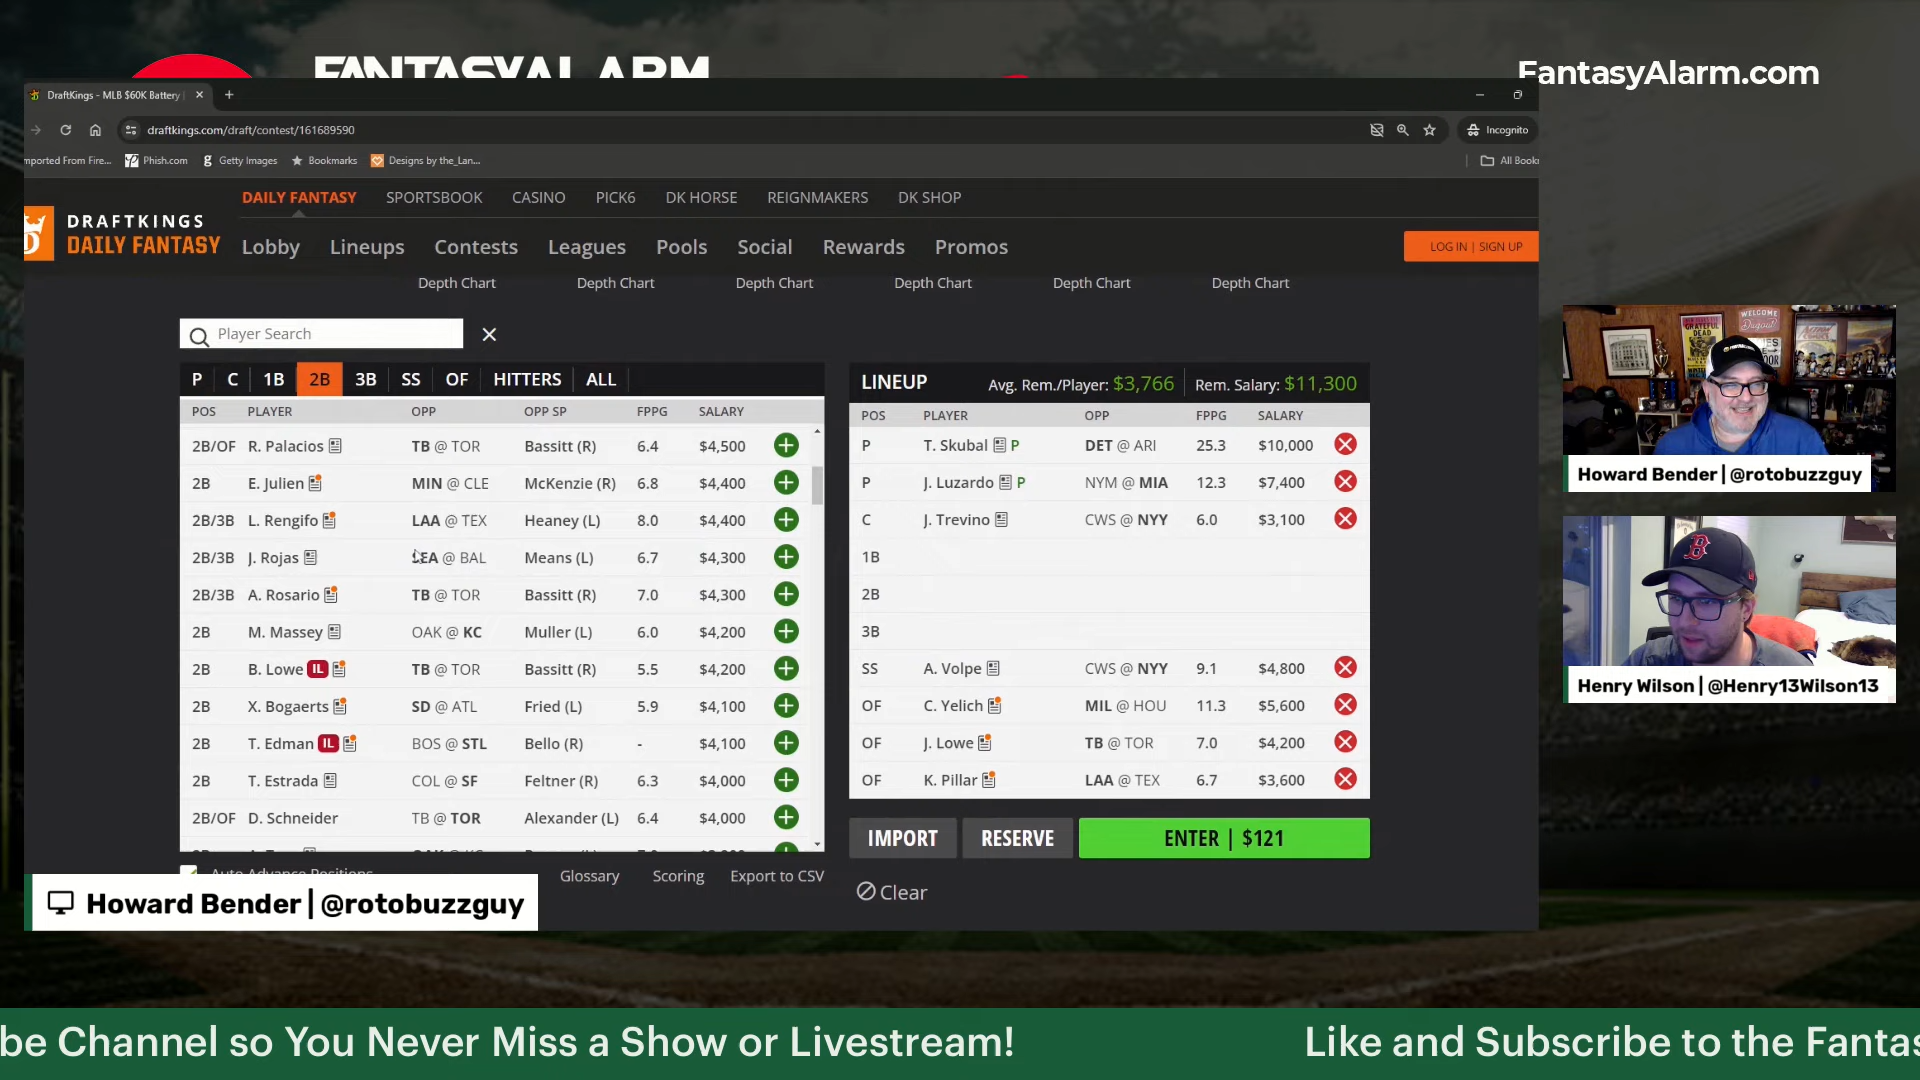 FANTASYALARM
FantasyAlarm.com
DraftKings - MLB $60K Battery
draftkings.com/draft/contest/161689590
Incognito
mported From Fire...
Phish.com
Getty Images
Bookmarks
Designs by the_Lan...
All Book
DAILY FANTASY SPORTSBOOK CASINO PICK6 DK HORSE REIGNMAKERS DK SHOP
DRAFTKINGS
DAILY FANTASY
Lobby Lineups Contests Leagues Pools Social Rewards Promos
LOG IN | SIGN UP
Depth Chart Depth Chart Depth Chart Depth Chart Depth Chart Depth Chart
Player Search
P C 1B 2B 3B SS OF HITTERS ALL
POS PLAYER OPP OPP SP FPPG SALARY
2B/OF R. Palacios TB @ TOR Bassitt (R) 6.4 $4,500
2B E. Julien MIN @ CLE McKenzie (R) 6.8 $4,400
2B/3B L. Rengifo LAA @ TEX Heaney (L) 8.0 $4,400
2B/3B J. Rojas SEA @ BAL Means (L) 6.7 $4,300
2B/3B A. Rosario TB @ TOR Bassitt (R) 7.0 $4,300
2B M. Massey OAK @ KC Muller (L) 6.0 $4,200
2B B. Lowe IL TB @ TOR Bassitt (R) 5.5 $4,200
2B X. Bogaerts SD @ ATL Fried (L) 5.9 $4,100
2B T. Edman IL BOS @ STL Bello (R) - $4,100
2B T. Estrada COL @ SF Feltner (R) 6.3 $4,000
2B/OF D. Schneider TB @ TOR Alexander (L) 6.4 $4,000
Auto Advance Positions
Glossary Scoring Export to CSV
LINEUP Avg. Rem./Player: $3,766 Rem. Salary: $11,300
POS PLAYER OPP FPPG SALARY
P T. Skubal P DET @ ARI 25.3 $10,000
P J. Luzardo P NYM @ MIA 12.3 $7,400
C J. Trevino CWS @ NYY 6.0 $3,100
1B
2B
3B
SS A. Volpe CWS @ NYY 9.1 $4,800
OF C. Yelich MIL @ HOU 11.3 $5,600
OF J. Lowe TB @ TOR 7.0 $4,200
OF K. Pillar LAA @ TEX 6.7 $3,600
IMPORT RESERVE ENTER | $121
Clear
WELCOME
Howard Bender | @rotobuzzguy
B
Henry Wilson | @Henry13Wilson13
Howard Bender | @rotobuzzguy
be Channel so You Never Miss a Show or Livestream! Like and Subscribe to the Fantas